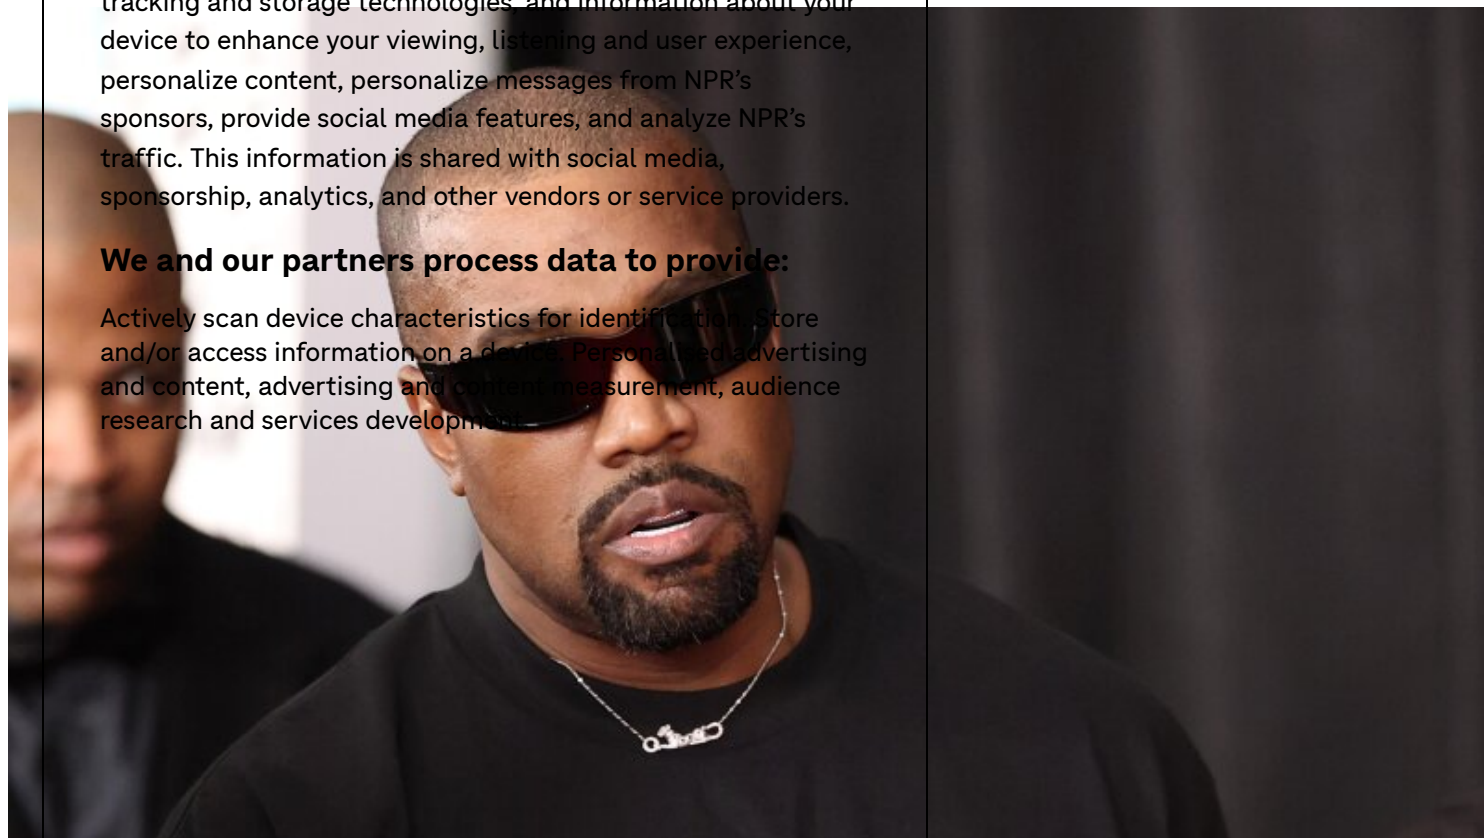 tracking and storage technologies, and information about your
device to enhance your viewing, listening and user experience,
personalize content, personalize messages from NPR’s
sponsors, provide social media features, and analyze NPR’s
traffic. This information is shared with social media,
sponsorship, analytics, and other vendors or service providers.
We and our partners process data to provide:
Actively scan device characteristics for identification. Store
and/or access information on a device. Personalised advertising
and content, advertising and content measurement, audience
research and services development.